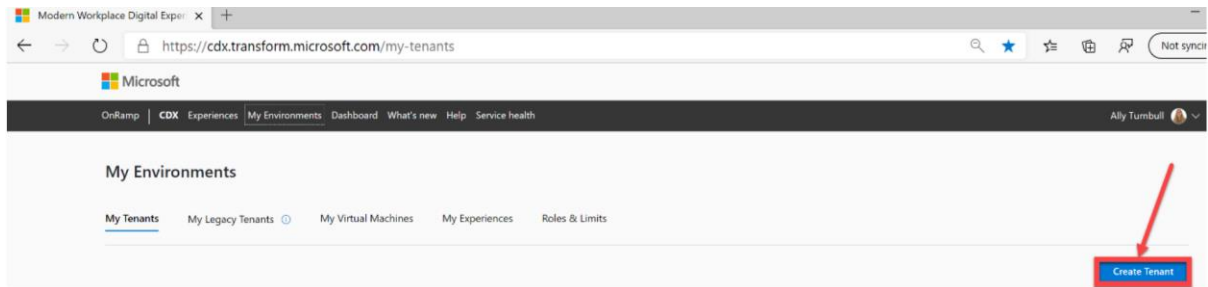 Modern Workplace Digital Exper
https://cdx.transform.microsoft.com/my-tenants
Not syncin
Microsoft
OnRamp | CDX Experiences My Environments Dashboard What's new Help Service health
Ally Turnbull
My Environments
My Tenants My Legacy Tenants My Virtual Machines My Experiences Roles & Limits
Create Tenant